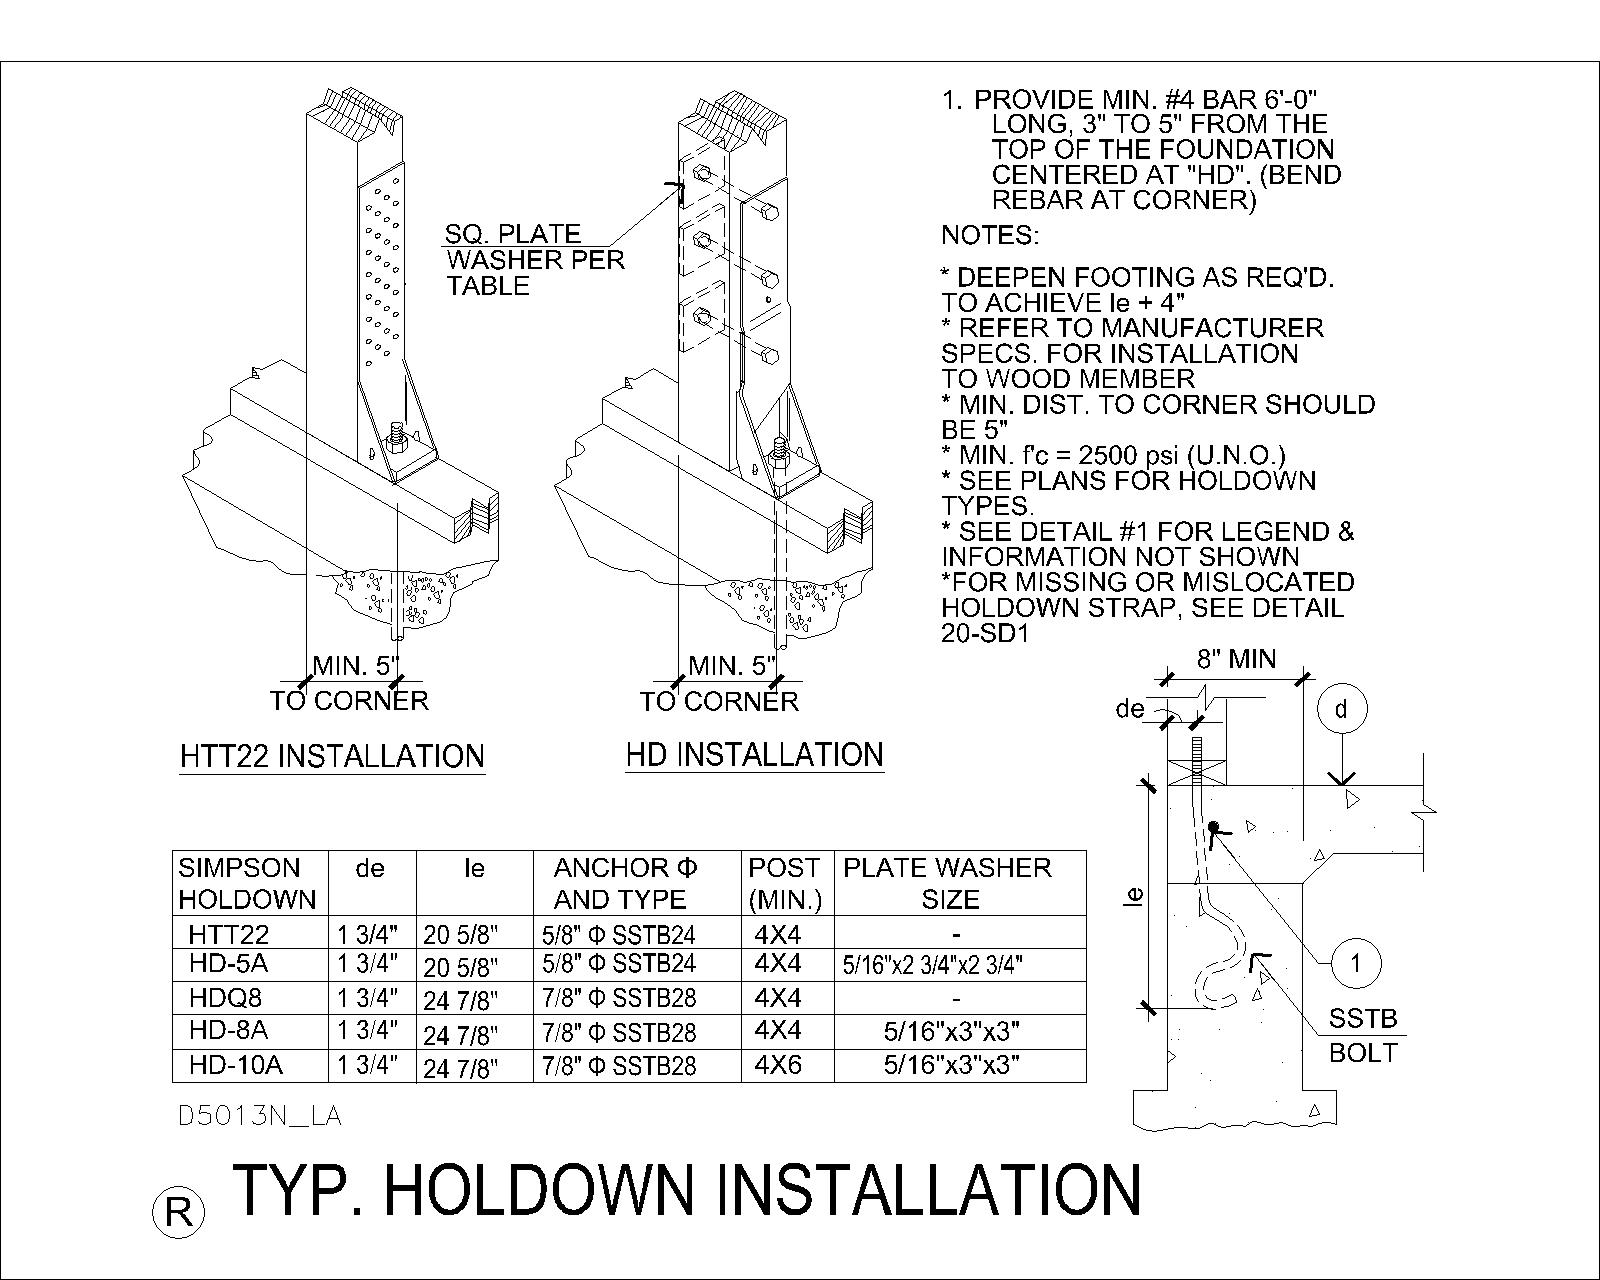 1. PROVIDE MIN. #4 BAR 6'-0"
LONG, 3" TO 5" FROM THE
TOP OF THE FOUNDATION
CENTERED AT "HD". (BEND
REBAR AT CORNER)
NOTES:
* DEEPEN FOOTING AS REQ'D.
TO ACHIEVE le + 4"
* REFER TO MANUFACTURER
SPECS. FOR INSTALLATION
TO WOOD MEMBER
* MIN. DIST. TO CORNER SHOULD
BE 5"
* MIN. f'c = 2500 psi (U.N.O.)
* SEE PLANS FOR HOLDOWN
TYPES.
* SEE DETAIL #1 FOR LEGEND &
INFORMATION NOT SHOWN
*FOR MISSING OR MISLOCATED
HOLDOWN STRAP, SEE DETAIL
20-SD1
SQ. PLATE
WASHER PER
TABLE
MIN. 5"
TO CORNER
HTT22 INSTALLATION
MIN. 5"
TO CORNER
HD INSTALLATION
8" MIN
de
d
le
1
SSTB
BOLT
SIMPSON HOLDOWN de le ANCHOR Φ AND TYPE POST (MIN.) PLATE WASHER SIZE
HTT22 1 3/4" 20 5/8" 5/8" Φ SSTB24 4X4 -
HD-5A 1 3/4" 20 5/8" 5/8" Φ SSTB24 4X4 5/16"x2 3/4"x2 3/4"
HDQ8 1 3/4" 24 7/8" 7/8" Φ SSTB28 4X4 -
HD-8A 1 3/4" 24 7/8" 7/8" Φ SSTB28 4X4 5/16"x3"x3"
HD-10A 1 3/4" 24 7/8" 7/8" Φ SSTB28 4X6 5/16"x3"x3"
D5013N_LA
R TYP. HOLDOWN INSTALLATION